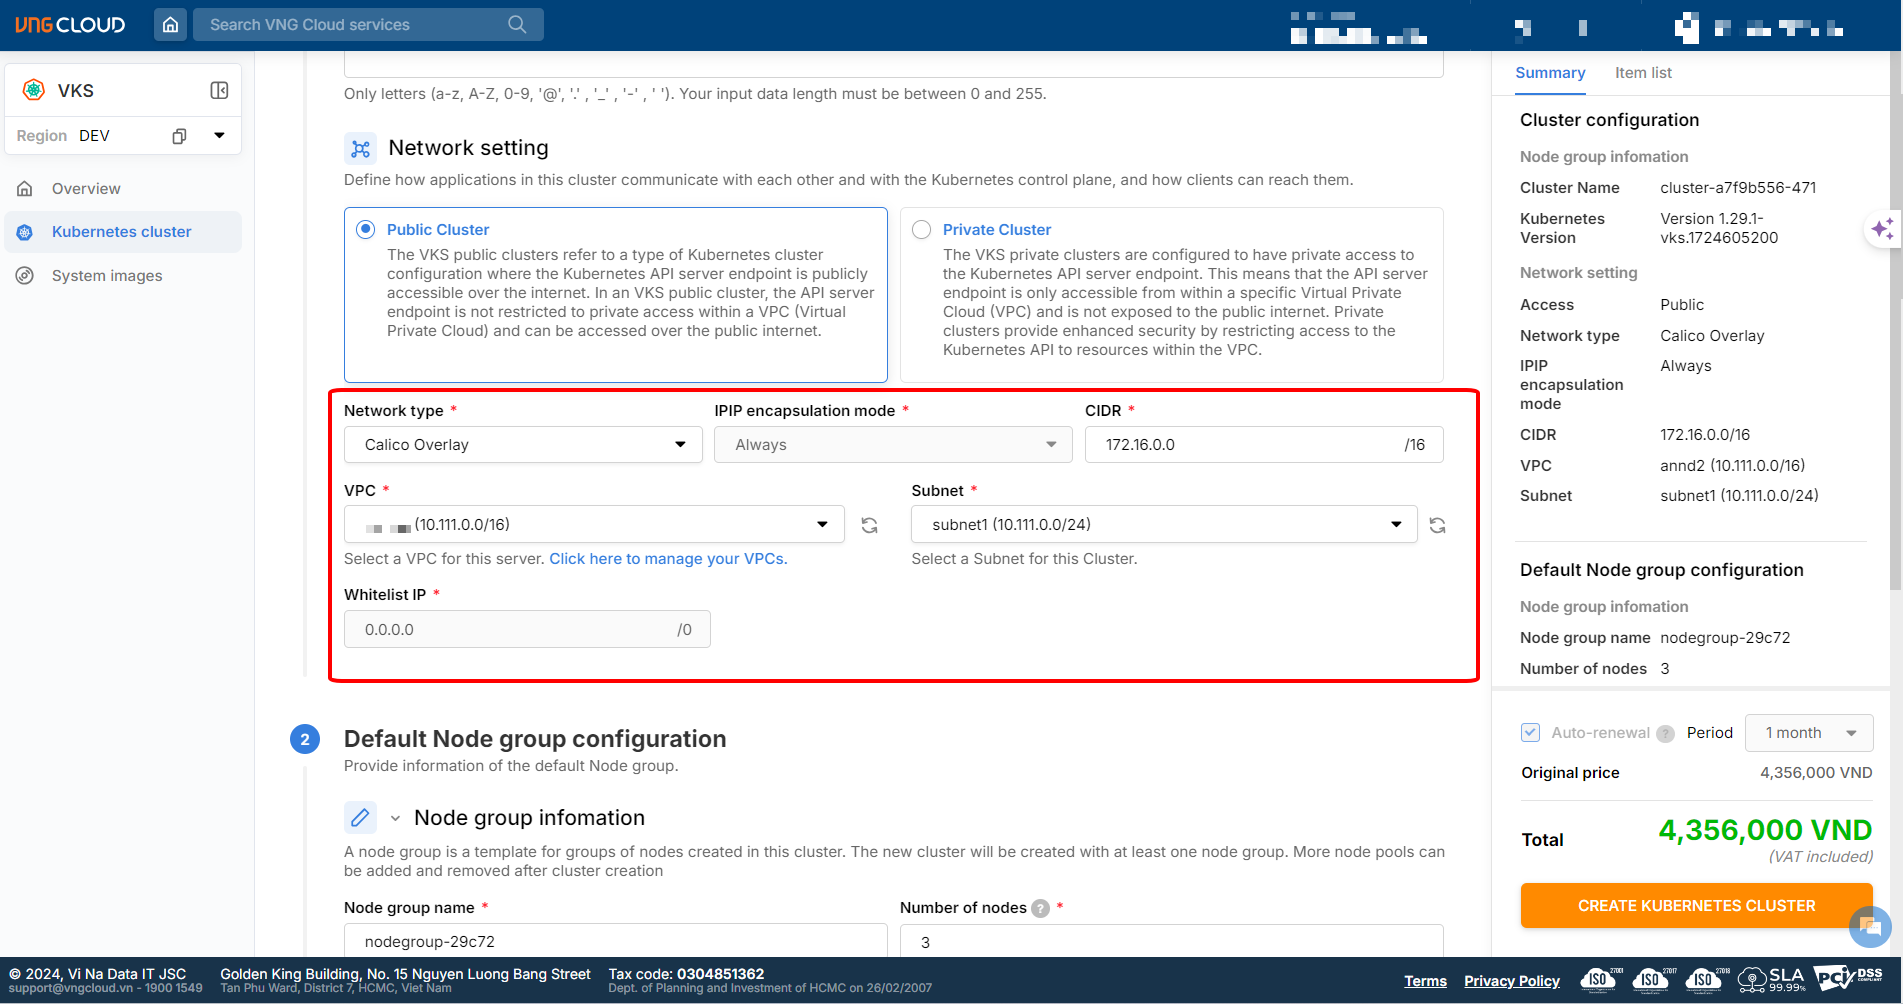 VNG CLOUD
Search VNG Cloud services
VKS
Region DEV
Overview
Kubernetes cluster
System images
Only letters (a-z, A-Z, 0-9, '@', '.' , '_' , '-' , ' '). Your input data length must be between 0 and 255.
Network setting
Define how applications in this cluster communicate with each other and with the Kubernetes control plane, and how clients can reach them.
Public Cluster
The VKS public clusters refer to a type of Kubernetes cluster
configuration where the Kubernetes API server endpoint is publicly
accessible over the internet. In an VKS public cluster, the API server
endpoint is not restricted to private access within a VPC (Virtual
Private Cloud) and can be accessed over the public internet.
Private Cluster
The VKS private clusters are configured to have private access to
the Kubernetes API server endpoint. This means that the API server
endpoint is only accessible from within a specific Virtual Private
Cloud (VPC) and is not exposed to the public internet. Private
clusters provide enhanced security by restricting access to the
Kubernetes API to resources within the VPC.
Network type *
Calico Overlay
IPIP encapsulation mode *
Always
CIDR *
172.16.0.0 /16
VPC *
(10.111.0.0/16)
Select a VPC for this server. Click here to manage your VPCs.
Subnet *
subnet1 (10.111.0.0/24)
Select a Subnet for this Cluster.
Whitelist IP *
0.0.0.0 /0
2
Default Node group configuration
Provide information of the default Node group.
Node group infomation
A node group is a template for groups of nodes created in this cluster. The new cluster will be created with at least one node group. More node pools can
be added and removed after cluster creation
Node group name *
nodegroup-29c72
Number of nodes ? *
3
Summary
Item list
Cluster configuration
Node group infomation
Cluster Name cluster-a7f9b556-471
Kubernetes Version 1.29.1-
Version vks.1724605200
Network setting
Access Public
Network type Calico Overlay
IPIP Always
encapsulation
mode
CIDR 172.16.0.0/16
VPC annd2 (10.111.0.0/16)
Subnet subnet1 (10.111.0.0/24)
Default Node group configuration
Node group infomation
Node group name nodegroup-29c72
Number of nodes 3
Auto-renewal ? Period 1 month
Original price 4,356,000 VND
Total 4,356,000 VND
(VAT included)
CREATE KUBERNETES CLUSTER
© 2024, Vi Na Data IT JSC
support@vngcloud.vn - 1900 1549
Golden King Building, No. 15 Nguyen Luong Bang Street
Tan Phu Ward, District 7, HCMC, Viet Nam
Tax code: 0304851362
Dept. of Planning and Investment of HCMC on 26/02/2007
Terms
Privacy Policy
ISO 27001
ISO 27017
ISO 27018
SLA
99.99%
PCI DSS
COMPLIANT